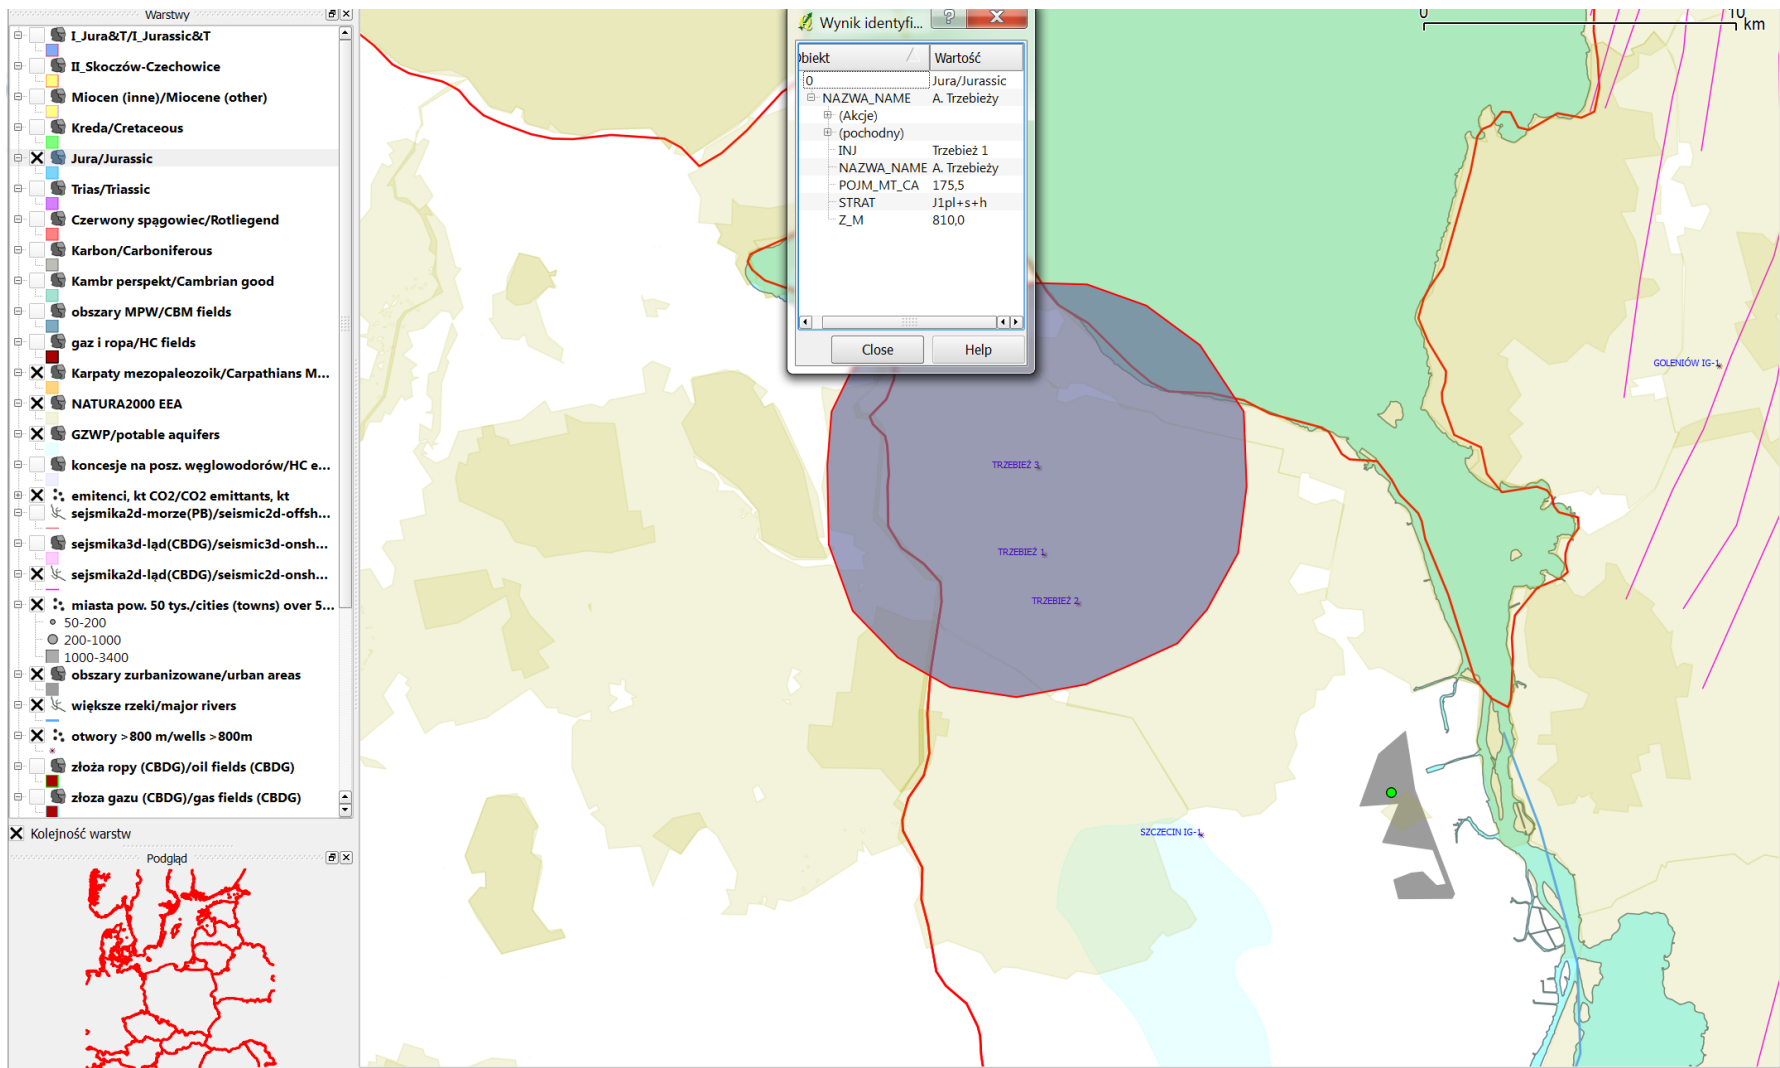 Warstwy
I_Jura&T/I_Jurassic&T
II_Skoczów-Czechowice
Miocen (inne)/Miocene (other)
Kreda/Cretaceous
Jura/Jurassic
Trias/Triassic
Czerwony spągowiec/Rotliegend
Karbon/Carboniferous
Kambr perspekt/Cambrian good
obszary MPW/CBM fields
gaz i ropa/HC fields
Karpaty mezopaleozoik/Carpathians M...
NATURA2000 EEA
GZWP/potable aquifers
koncesje na posz. węglowodorów/HC e...
emitenci, kt CO2/CO2 emittants, kt
sejsmika2d-morze(PB)/seismic2d-offsh...
sejsmika3d-ląd(CBDG)/seismic3d-onsh...
sejsmika2d-ląd(CBDG)/seismic2d-onsh...
miasta pow. 50 tys./cities (towns) over 5...
50-200
200-1000
1000-3400
obszary zurbanizowane/urban areas
większe rzeki/major rivers
otwory >800 m/wells >800m
złoża ropy (CBDG)/oil fields (CBDG)
złoza gazu (CBDG)/gas fields (CBDG)
Kolejność warstw
Podgląd
Wynik identyfi...
Obiekt Wartość
0 Jura/Jurassic
NAZWA_NAME A. Trzebieży
(Akcje)
(pochodny)
INJ Trzebież 1
NAZWA_NAME A. Trzebieży
POJM_MT_CA 175,5
STRAT J1pl+s+h
Z_M 810,0
Close Help
0 10
km
GOLENIÓW IG-1
TRZEBIEŻ 3
TRZEBIEŻ 1
TRZEBIEŻ 2
SZCZECIN IG-1